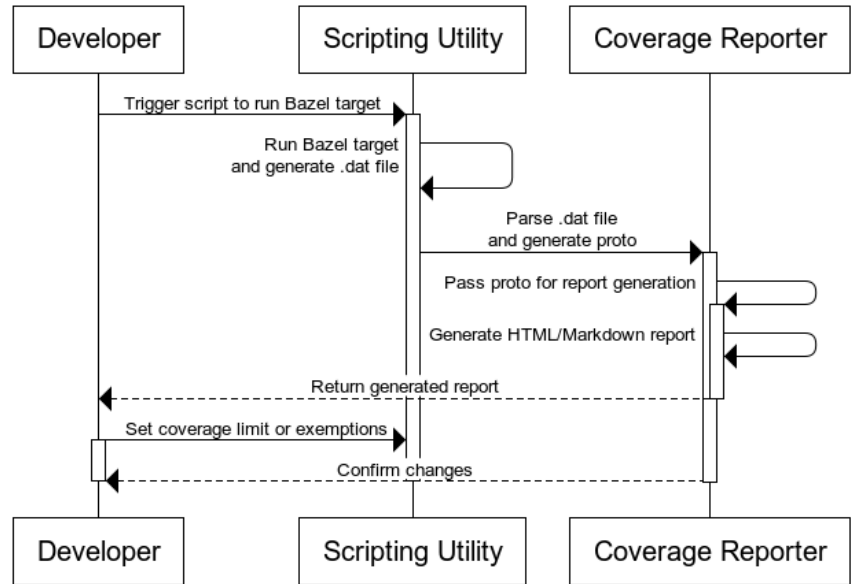 Developer
Scripting Utility
Coverage Reporter
Trigger script to run Bazel target
Run Bazel target
and generate .dat file
Parse .dat file
and generate proto
Pass proto for report generation
Generate HTML/Markdown report
Return generated report
Set coverage limit or exemptions
Confirm changes
Developer
Scripting Utility
Coverage Reporter